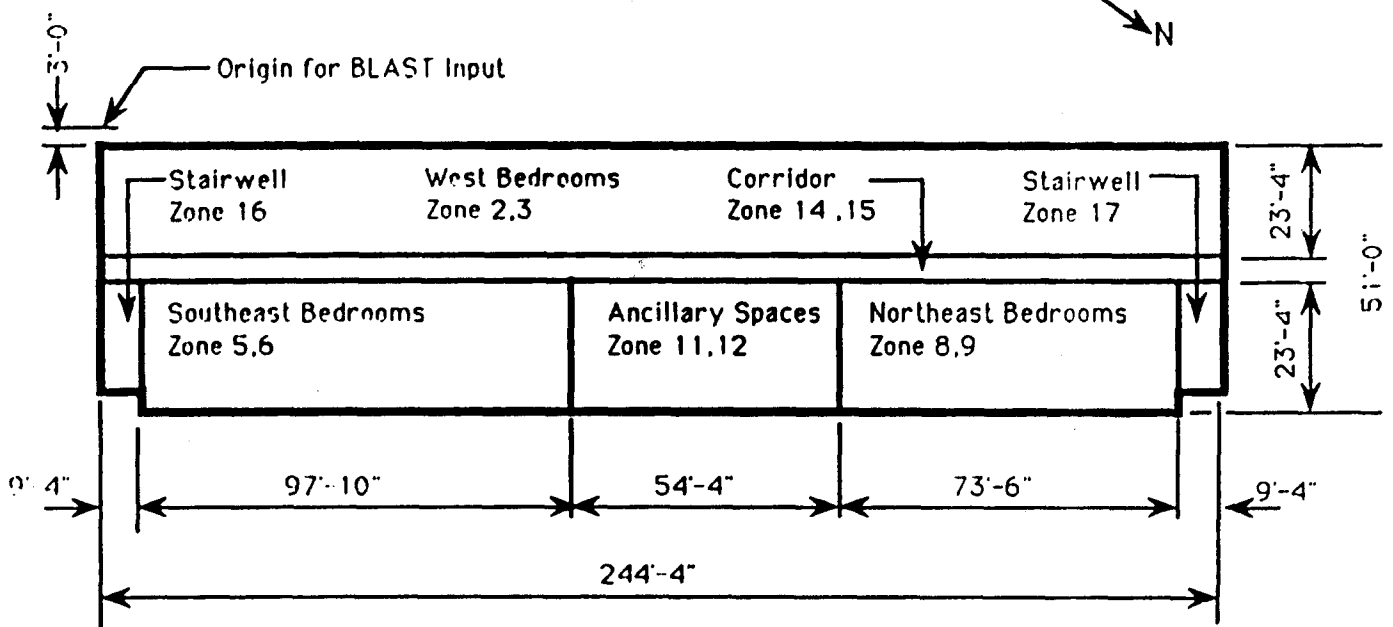 N
3'-0"
Origin for BLAST Input
Stairwell
Zone 16
West Bedrooms
Zone 2,3
Corridor
Zone 14,15
Stairwell
Zone 17
23'-4"
51'-0"
Southeast Bedrooms
Zone 5,6
Ancillary Spaces
Zone 11,12
Northeast Bedrooms
Zone 8,9
23'-4"
9'-4"
97'-10"
54'-4"
73'-6"
9'-4"
244'-4"